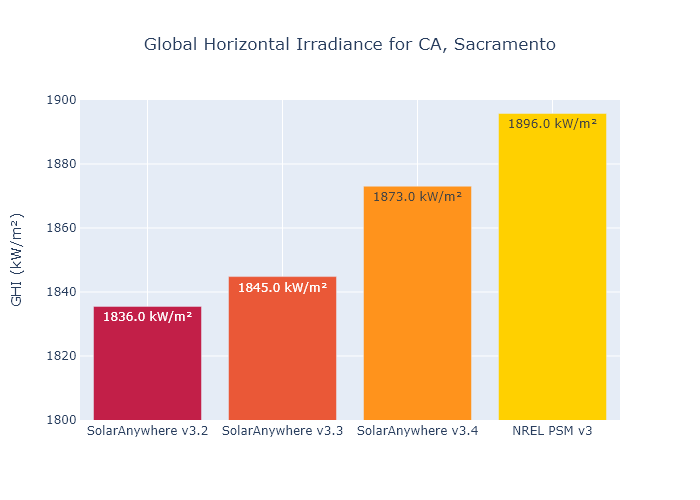 Global Horizontal Irradiance for CA, Sacramento
GHI (kW/m²)
1900
1880
1860
1840
1820
1800
1836.0 kW/m²
1845.0 kW/m²
1873.0 kW/m²
1896.0 kW/m²
SolarAnywhere v3.2
SolarAnywhere v3.3
SolarAnywhere v3.4
NREL PSM v3